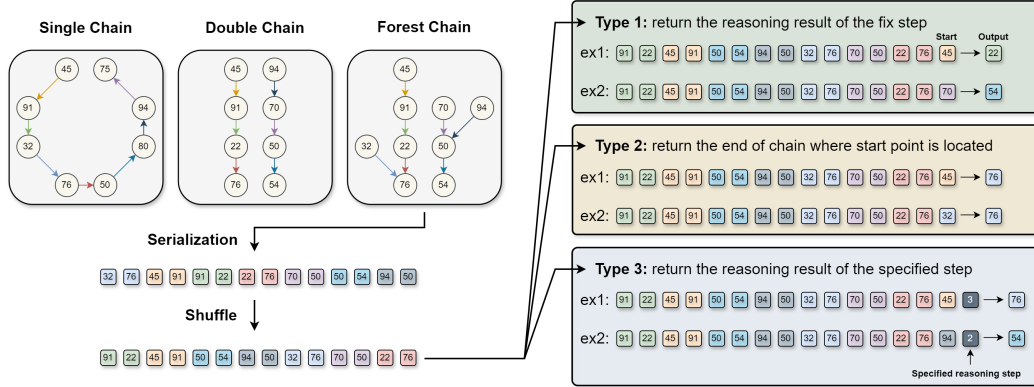 Single Chain
Double Chain
Forest Chain
45 75
91 94
32 80
76 50
45 94
91 70
22 50
76 54
45
91 70 94
32 22 50
76 54
Serialization
32 76 45 91 91 22 22 76 70 50 50 54 94 50
Shuffle
91 22 45 91 50 54 94 50 32 76 70 50 22 76
Type 1: return the reasoning result of the fix step
Start Output
ex1: 91 22 45 91 50 54 94 50 32 76 70 50 22 76 45 22
ex2: 91 22 45 91 50 54 94 50 32 76 70 50 22 76 70 54
Type 2: return the end of chain where start point is located
ex1: 91 22 45 91 50 54 94 50 32 76 70 50 22 76 45 76
ex2: 91 22 45 91 50 54 94 50 32 76 70 50 22 76 32 76
Type 3: return the reasoning result of the specified step
ex1: 91 22 45 91 50 54 94 50 32 76 70 50 22 76 45 3 76
ex2: 91 22 45 91 50 54 94 50 32 76 70 50 22 76 94 2 54
Specified reasoning step